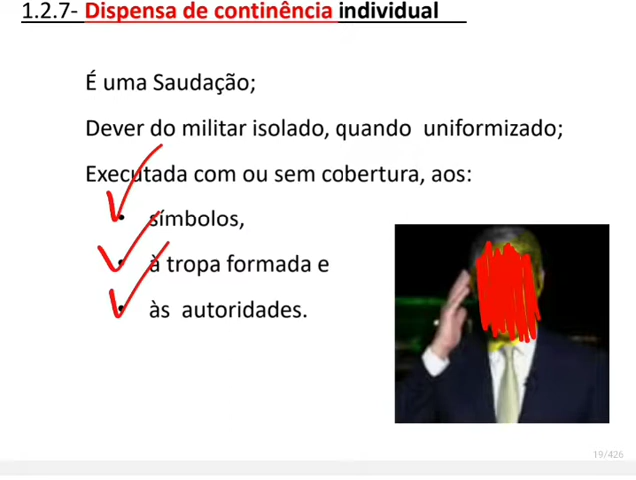 1.2.7- Dispensa de continência individual
É uma Saudação;
Dever do militar isolado, quando uniformizado;
Executada com ou sem cobertura, aos:
• símbolos,
• à tropa formada e
• às autoridades.
19/426